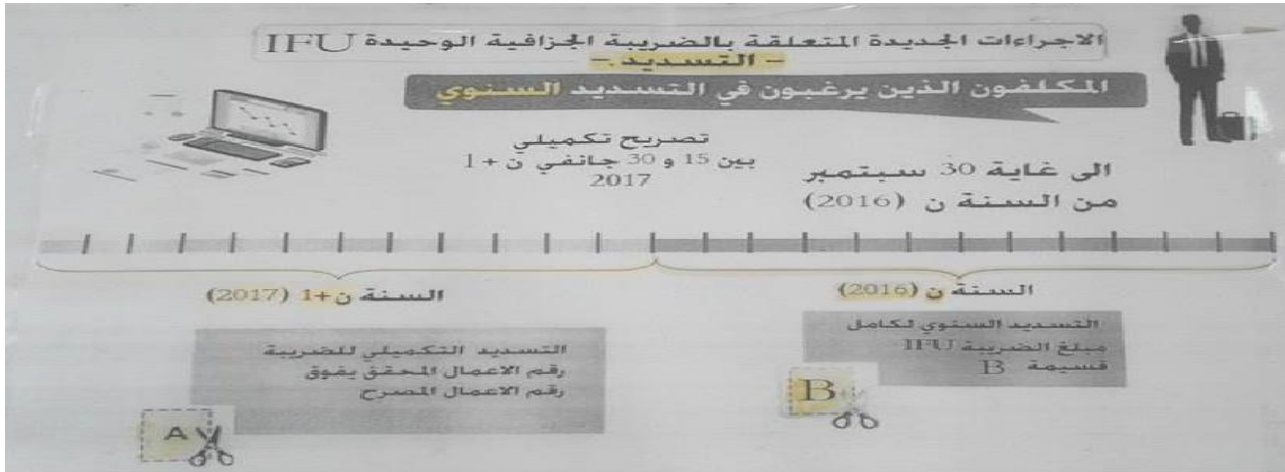 الاجراءات الجديدة المتعلقة بالضريبة الجزافية الوحيدة IFU
- التسديد -
المكلفون الذين يرغبون في التسديد السنوي
الى غاية 30 سبتمبر
من السنة ن (2016)
تصريح تكميلي
بين 15 و 30 جانفي ن + 1
2017
السنة ن (2016)
السنة ن+1 (2017)
التسديد السنوي لكامل
مبلغ الضريبة IFU
قسيمة B
B
التسديد التكميلي للضريبة
رقم الاعمال المحقق يفوق
رقم الاعمال المصرح
A